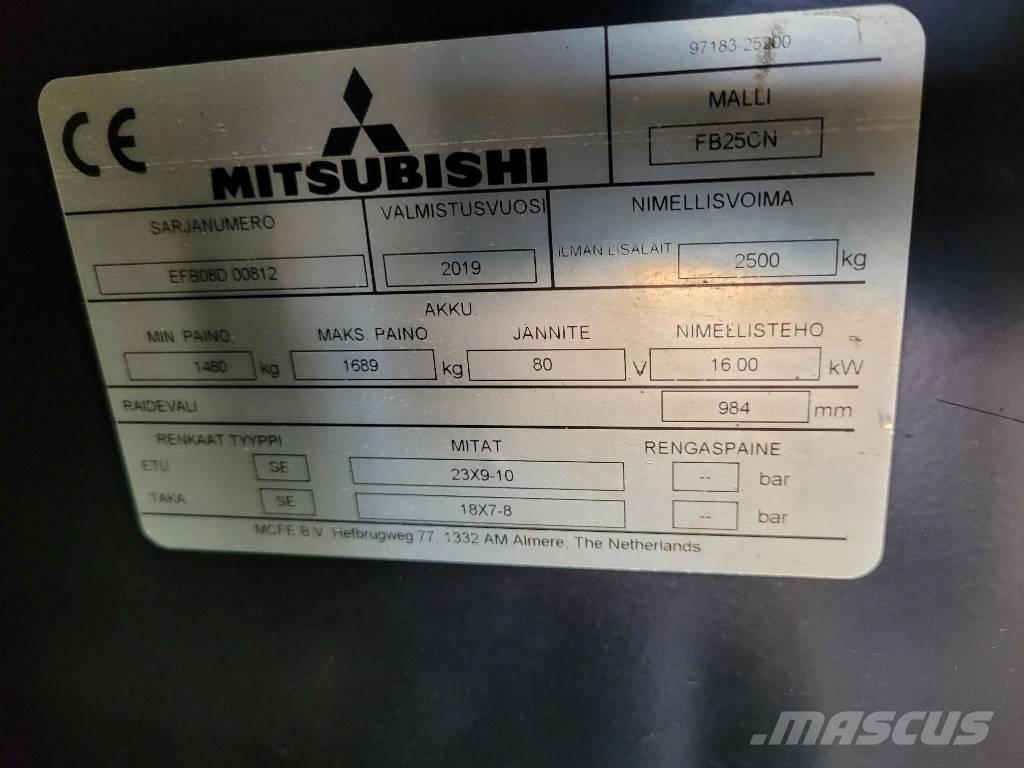 97183-25200
CE
MALLI
FB25CN
MITSUBISHI
SARJANUMERO
VALMISTUSVUOSI
NIMELLISVOIMA
EFB08D 00812
2019
ILMAN LISALAIT 2500 kg
AKKU
MIN. PAINO MAKS. PAINO JANNITE NIMELLISTEHO
1480 kg 1689 kg 80 V 16.00 kW
RAIDEVALI 984 mm
RENKAAT TYYPPI MITAT RENGASPAINE
ETU SE 23X9-10 -- bar
TAKA SE 18X7-8 -- bar
MCFE B.V. Hefbrugweg 77, 1332 AM Almere, The Netherlands
.MASCUS